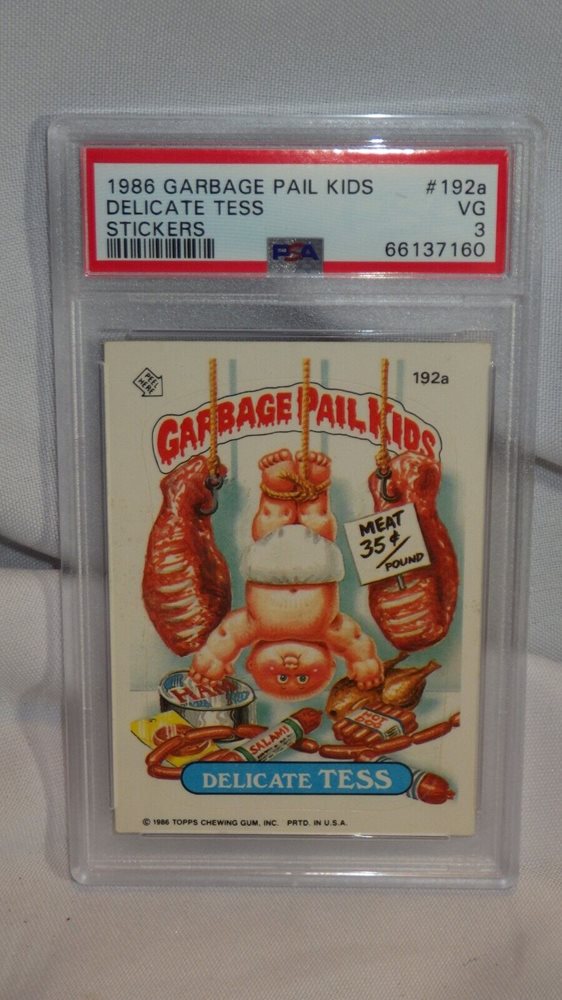 1986 GARBAGE PAIL KIDS #192a
DELICATE TESS VG
STICKERS 3
PSA 66137160
PEEL HERE
192a
GARBAGE PAIL KIDS
MEAT
35¢/
POUND
HAM
SALAMI
HOT
DOG
DELICATE TESS
© 1986 TOPPS CHEWING GUM, INC. PRTD. IN U.S.A.